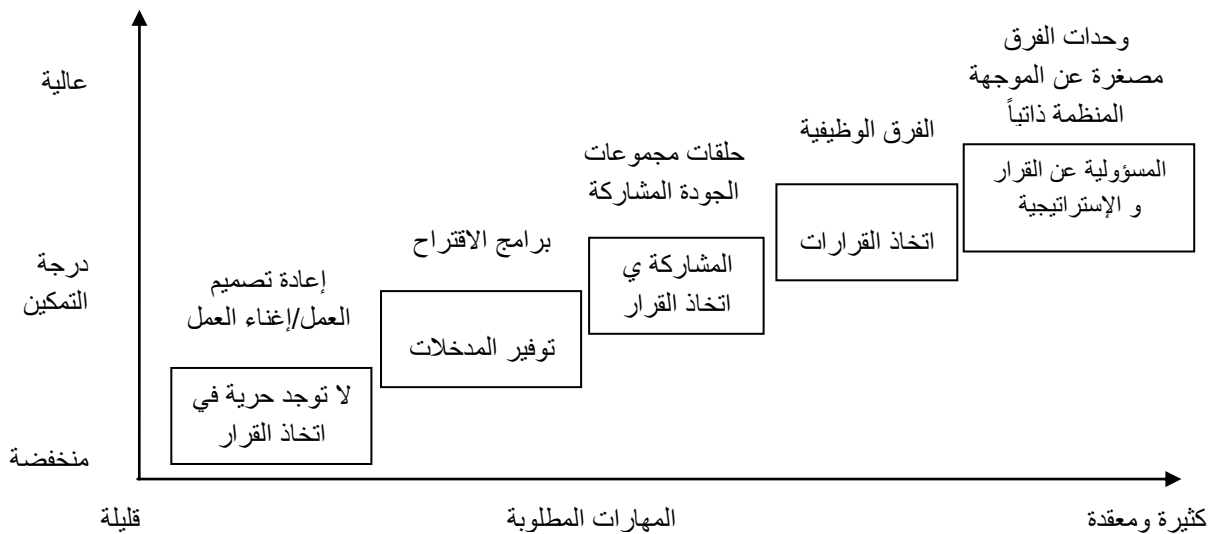 وحدات الفرق
مصغرة عن الموجهة
المنظمة ذاتياً
عالية
الفرق الوظيفية
حلقات مجموعات
الجودة المشاركة
المسؤولية عن القرار
و الإستراتيجية
برامج الاقتراح
اتخاذ القرارات
درجة
التمكين
المشاركة ي
اتخاذ القرار
إعادة تصميم
العمل/إغناء العمل
توفير المدخلات
لا توجد حرية في
اتخاذ القرار
منخفضة
قليلة
المهارات المطلوبة
كثيرة ومعقدة